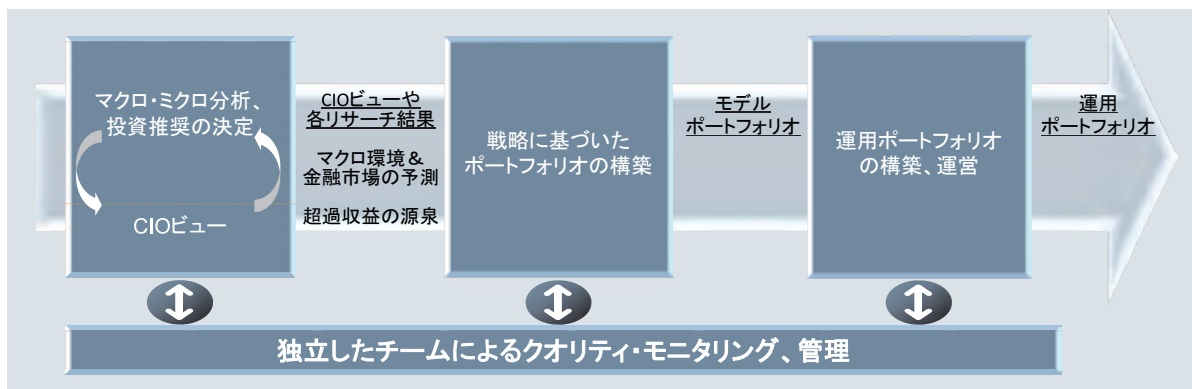 マクロ・ミクロ分析、
投資推奨の決定
CIOビュー
CIOビューや
各リサーチ結果
マクロ環境&
金融市場の予測
超過収益の源泉
戦略に基づいた
ポートフォリオの構築
モデル
ポートフォリオ
運用ポートフォリオ
の構築、運営
運用
ポートフォリオ
独立したチームによるクオリティ・モニタリング、管理